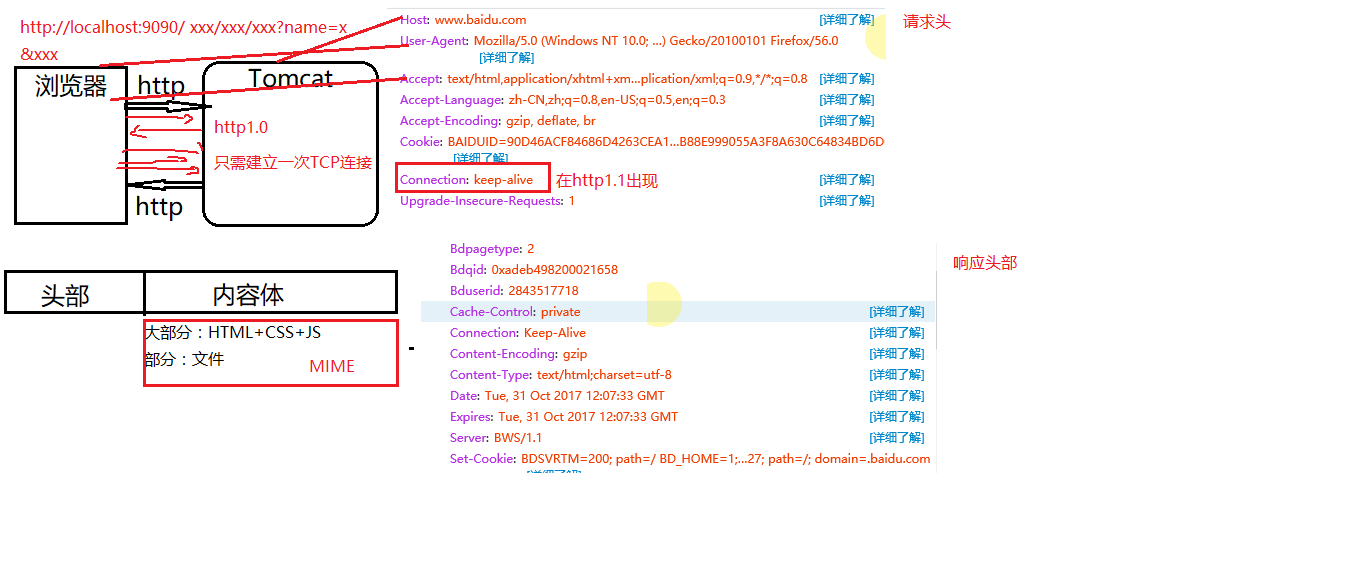 http://localhost:9090/ xxx/xxx/xxx?name=x
&xxx
浏览器
http
Tomcat
http1.0
只需建立一次TCP连接
http
Host: www.baidu.com [详细了解]
请求头
User-Agent: Mozilla/5.0 (Windows NT 10.0; ...) Gecko/20100101 Firefox/56.0
[详细了解]
Accept: text/html,application/xhtml+xm...plication/xml;q=0.9,*/*;q=0.8 [详细了解]
Accept-Language: zh-CN,zh;q=0.8,en-US;q=0.5,en;q=0.3 [详细了解]
Accept-Encoding: gzip, deflate, br [详细了解]
Cookie: BAIDUID=90D46ACF84686D4263CEA1...B88E999055A3F8A630C64834BD6D
[详细了解]
Connection: keep-alive 在http1.1出现 [详细了解]
Upgrade-Insecure-Requests: 1 [详细了解]
头部
内容体
大部分：HTML+CSS+JS
部分：文件
MIME
Bdpagetype: 2
响应头部
Bdqid: 0xadeb498200021658
Bduserid: 2843517718
Cache-Control: private [详细了解]
Connection: Keep-Alive [详细了解]
Content-Encoding: gzip [详细了解]
Content-Type: text/html;charset=utf-8 [详细了解]
Date: Tue, 31 Oct 2017 12:07:33 GMT [详细了解]
Expires: Tue, 31 Oct 2017 12:07:33 GMT [详细了解]
Server: BWS/1.1 [详细了解]
Set-Cookie: BDSVRTM=200; path=/ BD_HOME=1;...27; path=/; domain=.baidu.com
[详细了解]